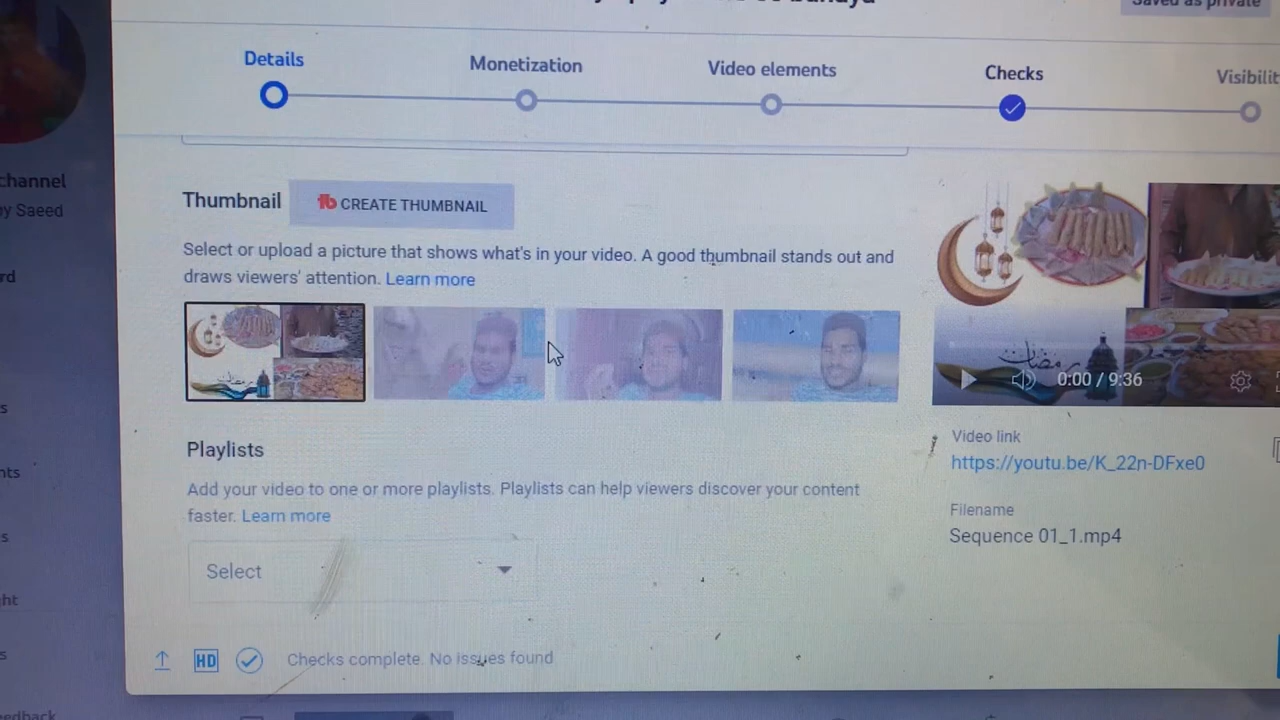 Saved as private
Details
Monetization
Video elements
Checks
Thumbnail
CREATE THUMBNAIL
Select or upload a picture that shows what's in your video. A good thumbnail stands out and
draws viewers' attention. Learn more
رمضان
0:00 / 9:36
Playlists
Add your video to one or more playlists. Playlists can help viewers discover your content
faster. Learn more
Select
Video link
https://youtu.be/K_22n-DFxe0
Filename
Sequence 01_1.mp4
HD
Checks complete. No issues found
channel
Saeed